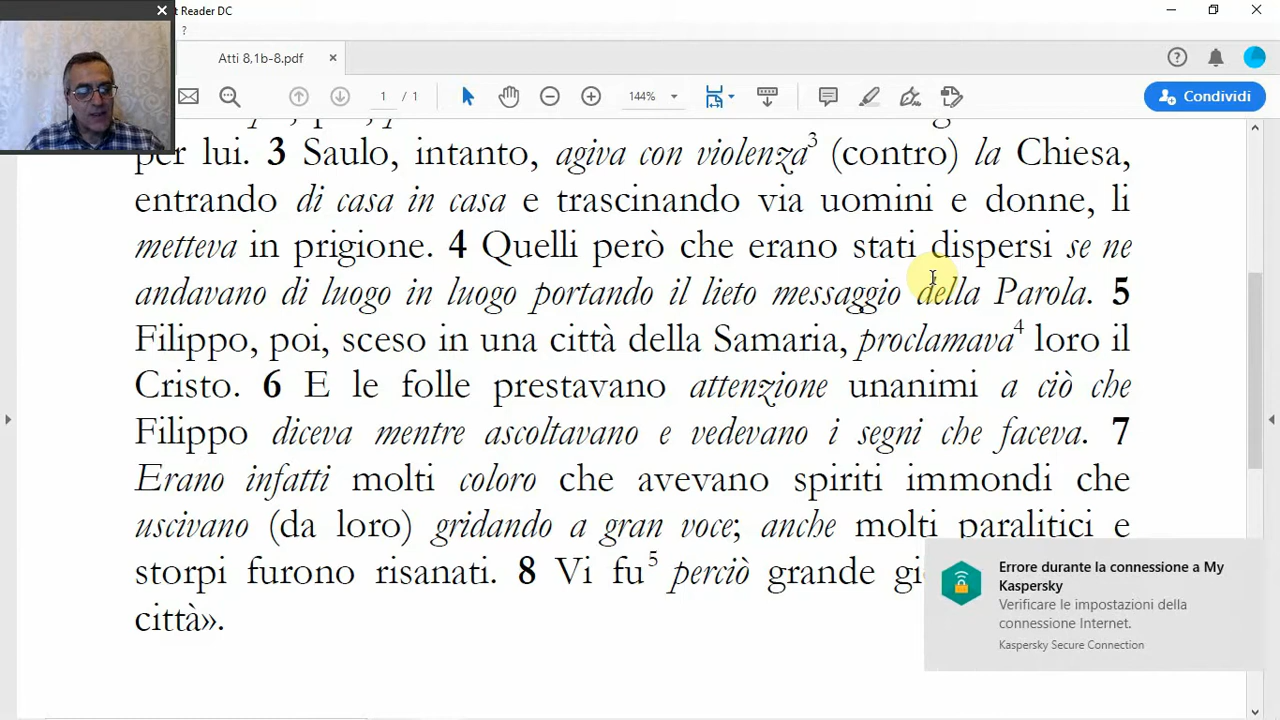 t Reader DC
?
Atti 8,1b-8.pdf
1 / 1
144%
Condividi
per lui. 3 Saulo, intanto, agiva con violenza3 (contro) la Chiesa,
entrando di casa in casa e trascinando via uomini e donne, li
metteva in prigione. 4 Quelli però che erano stati dispersi se ne
andavano di luogo in luogo portando il lieto messaggio della Parola. 5
Filippo, poi, sceso in una città della Samaria, proclamava4 loro il
Cristo. 6 E le folle prestavano attenzione unanimi a ciò che
Filippo diceva mentre ascoltavano e vedevano i segni che faceva. 7
Erano infatti molti coloro che avevano spiriti immondi che
uscivano (da loro) gridando a gran voce; anche molti paralitici e
storpi furono risanati. 8 Vi fu5 perciò grande gi
città».
Errore durante la connessione a My
Kaspersky
Verificare le impostazioni della
connessione Internet.
Kaspersky Secure Connection